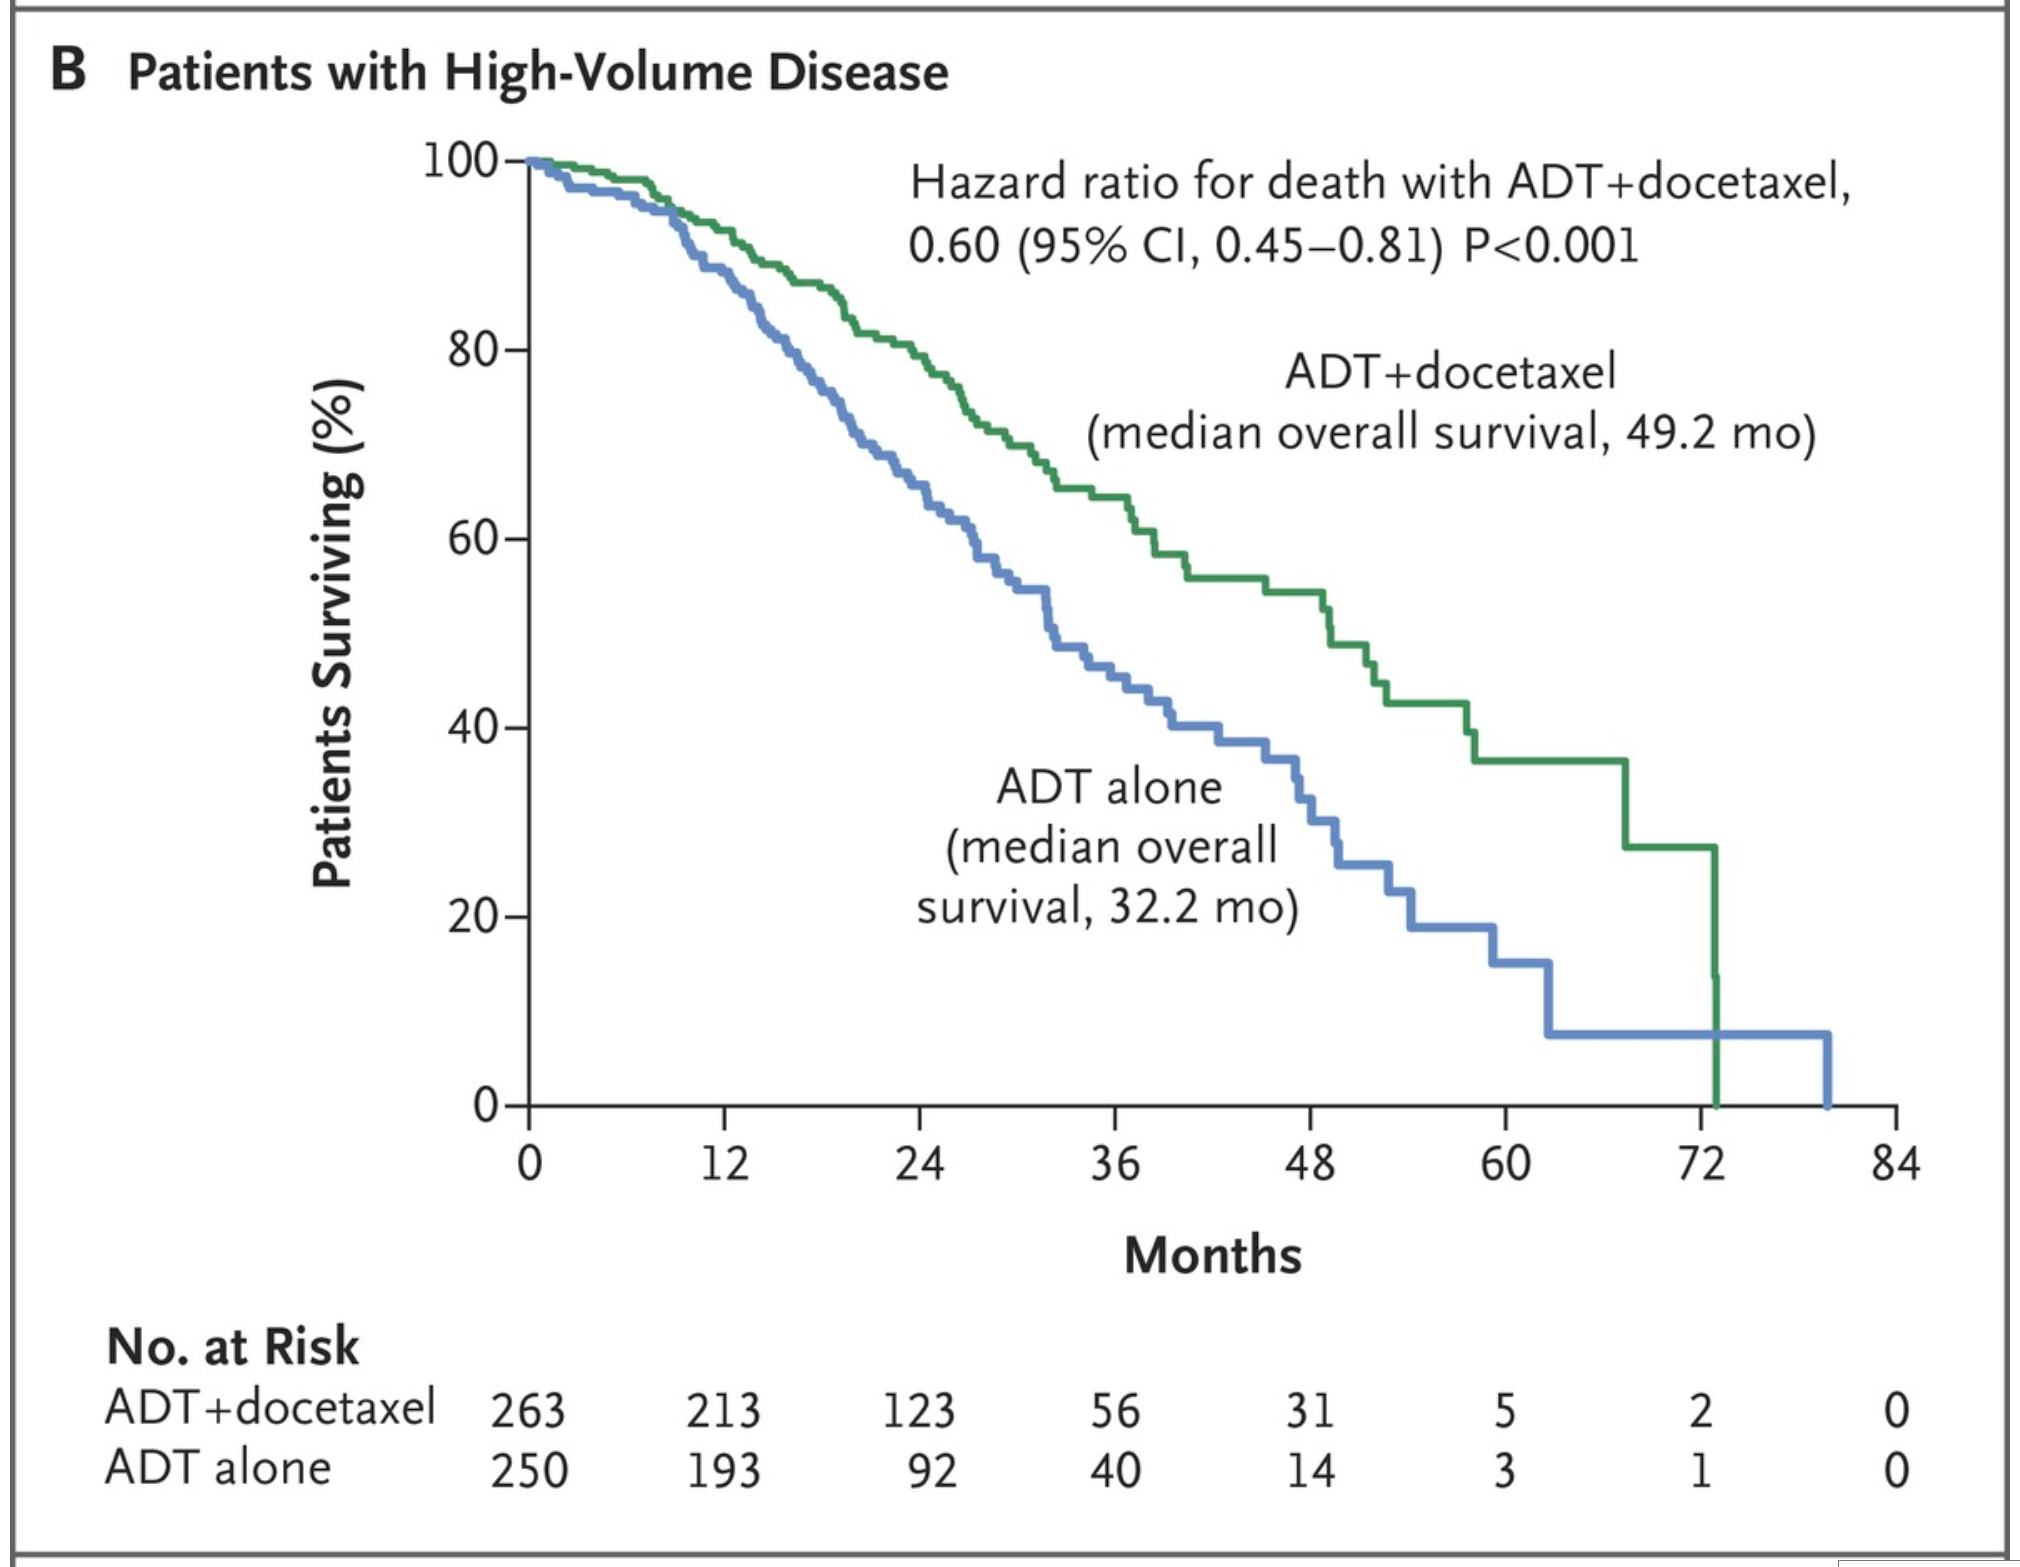 B Patients with High-Volume Disease
100
80
60
40
20
0
Patients Surviving (%)
Hazard ratio for death with ADT+docetaxel,
0.60 (95% CI, 0.45–0.81) P<0.001
ADT+docetaxel
(median overall survival, 49.2 mo)
ADT alone
(median overall
survival, 32.2 mo)
0 12 24 36 48 60 72 84
Months
No. at Risk
ADT+docetaxel 263 213 123 56 31 5 2 0
ADT alone 250 193 92 40 14 3 1 0